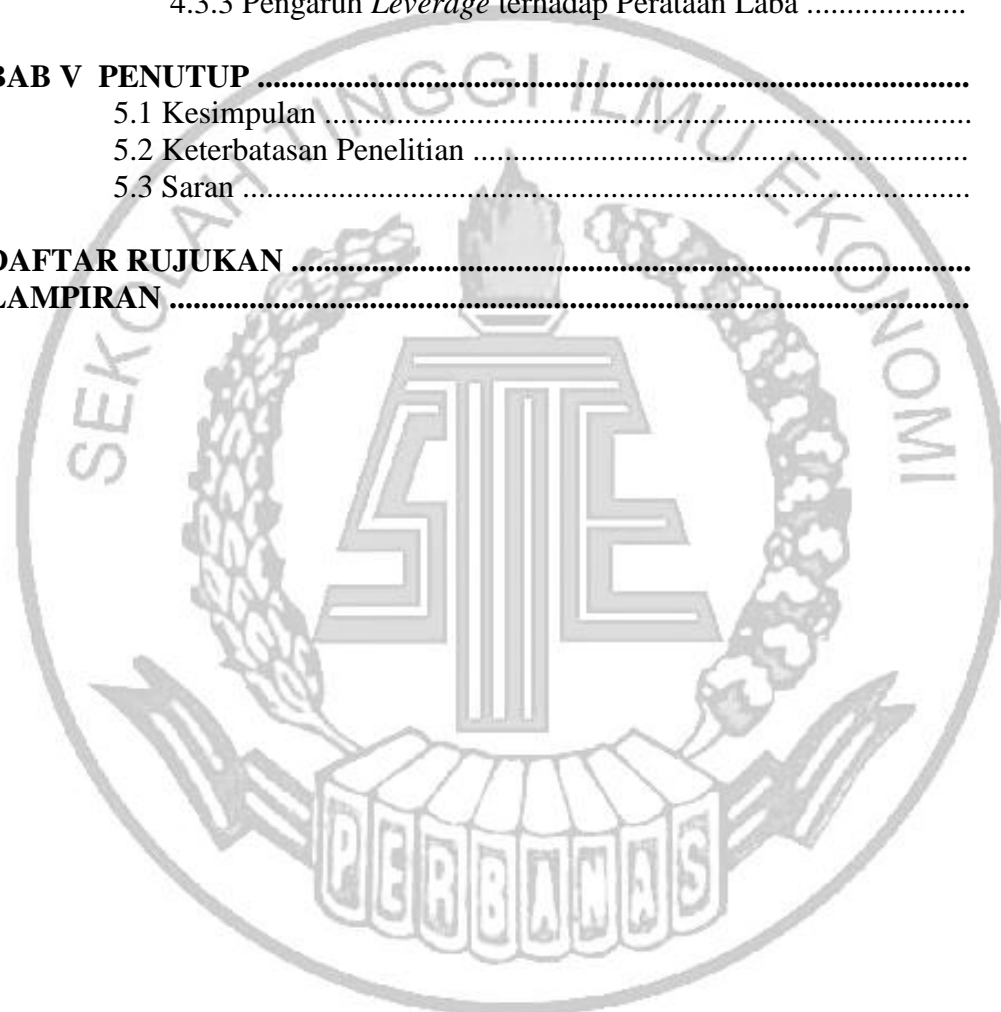 4.3.3 Pengaruh Leverage terhadap Perataan Laba ....................
BAB V PENUTUP ..........................................................................................
5.1 Kesimpulan ..................................................................................
5.2 Keterbatasan Penelitian ...............................................................
5.3 Saran ............................................................................................
DAFTAR RUJUKAN .....................................................................................
LAMPIRAN .....................................................................................................
SEKOLAH TINGGI ILMU EKONOMI
STIE
PERBANAS